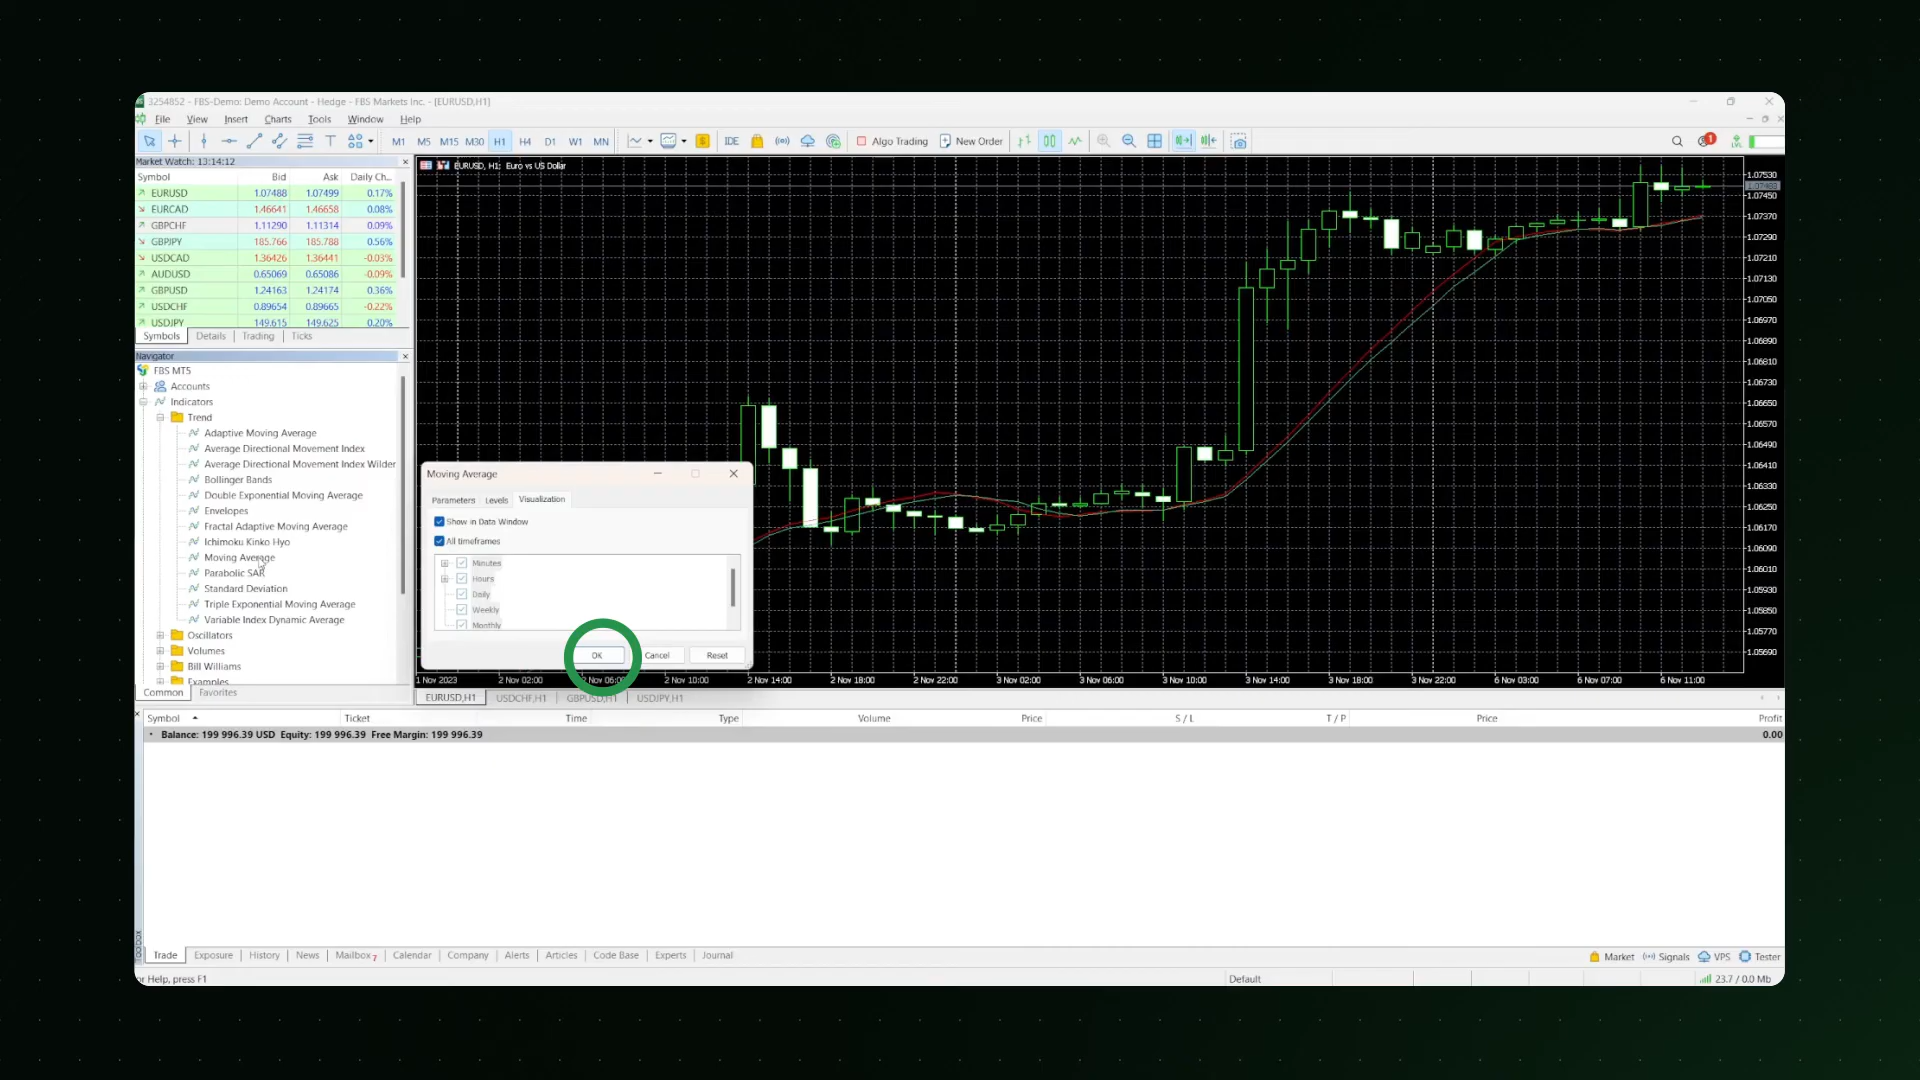 3254852 - FBS-Demo: Demo Account - Hedge - FBS Markets Inc. - [EURUSD,H1]
File View Insert Charts Tools Window Help
M1 M5 M15 M30 H1 H4 D1 W1 MN IDE Algo Trading New Order 1
Market Watch: 13:14:12
Symbol Bid Ask Daily Ch...
EURUSD 1.07488 1.07499 0.17%
EURCAD 1.46641 1.46658 0.08%
GBPCHF 1.11290 1.11314 0.09%
GBPJPY 185.766 185.788 0.56%
USDCAD 1.36426 1.36441 -0.03%
AUDUSD 0.65069 0.65086 -0.09%
GBPUSD 1.24163 1.24174 0.36%
USDCHF 0.89654 0.89665 -0.22%
USDJPY 149.615 149.625 0.20%
Symbols Details Trading Ticks
Navigator
FBS MT5
Accounts
Indicators
Trend
Adaptive Moving Average
Average Directional Movement Index
Average Directional Movement Index Wilder
Bollinger Bands
Double Exponential Moving Average
Envelopes
Fractal Adaptive Moving Average
Ichimoku Kinko Hyo
Moving Average
Parabolic SAR
Standard Deviation
Triple Exponential Moving Average
Variable Index Dynamic Average
Oscillators
Volumes
Bill Williams
Examples
Common Favorites
EURUSD, H1: Euro vs US Dollar
1.07530
1.07450
1.07370
1.07290
1.07210
1.07130
1.07050
1.06970
1.06890
1.06810
1.06730
1.06650
1.06570
1.06490
1.06410
1.06330
1.06250
1.06170
1.06090
1.06010
1.05930
1.05850
1.05770
1.05690
Moving Average
Parameters Levels Visualization
Show in Data Window
All timeframes
Minutes
Hours
Daily
Weekly
Monthly
OK Cancel Reset
1 Nov 2023 2 Nov 02:00 2 Nov 06:00 2 Nov 10:00 2 Nov 14:00 2 Nov 18:00 2 Nov 22:00 3 Nov 02:00 3 Nov 06:00 3 Nov 10:00 3 Nov 14:00 3 Nov 18:00 3 Nov 22:00 6 Nov 03:00 6 Nov 07:00 6 Nov 11:00
EURUSD,H1 USDCHF,H1 GBPUSD,H1 USDJPY,H1
Symbol Ticket Time Type Volume Price S / L T / P Price Profit
Balance: 199 996.39 USD Equity: 199 996.39 Free Margin: 199 996.39 0.00
Trade Exposure History News Mailbox 7 Calendar Company Alerts Articles Code Base Experts Journal
Market Signals VPS Tester
or Help, press F1 Default 23.7 / 0.0 Mb